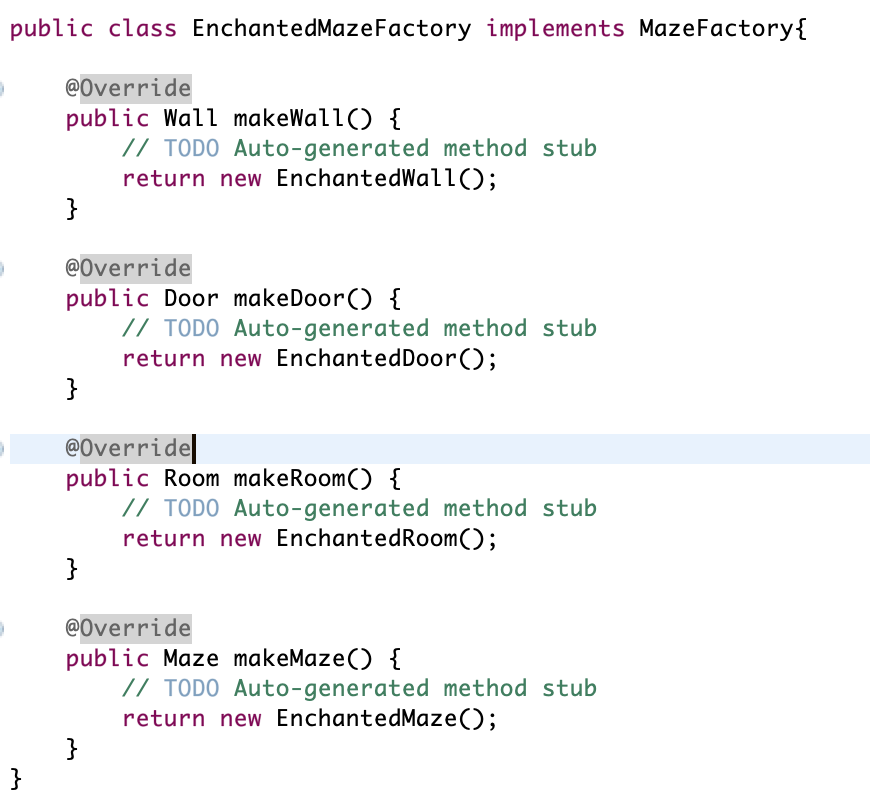 public class EnchantedMazeFactory implements MazeFactory{
@Override
public Wall makeWall() {
// TODO Auto-generated method stub
return new EnchantedWall();
}
@Override
public Door makeDoor() {
// TODO Auto-generated method stub
return new EnchantedDoor();
}
@Override
public Room makeRoom() {
// TODO Auto-generated method stub
return new EnchantedRoom();
}
@Override
public Maze makeMaze() {
// TODO Auto-generated method stub
return new EnchantedMaze();
}
}